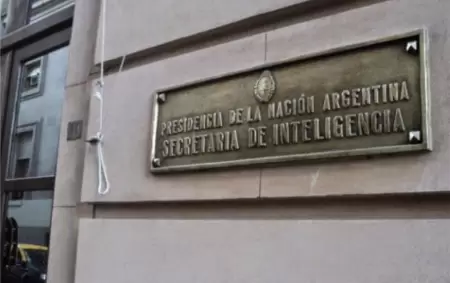 PRESIDENCIA DE LA NACIÓN ARGENTINA
SECRETARIA DE INTELIGENCIA